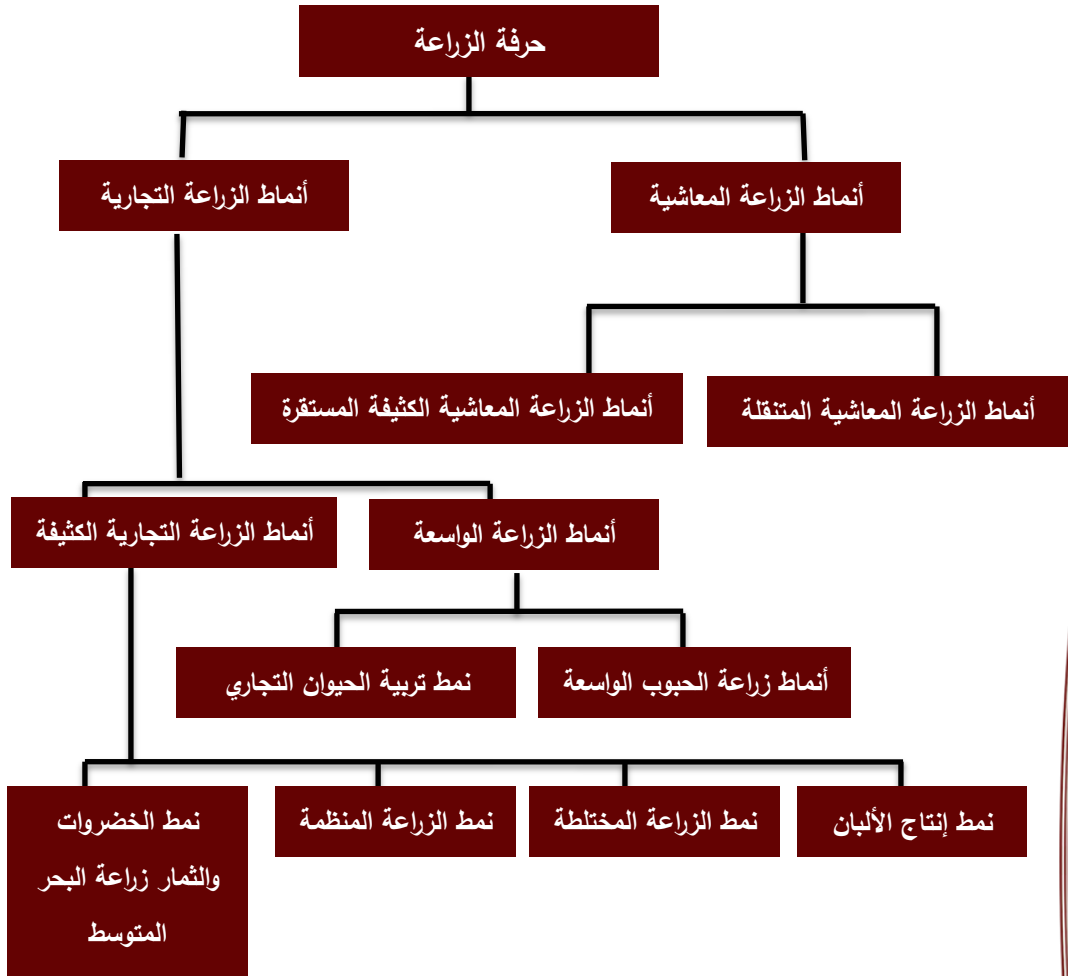 حرفة الزراعة
أنماط الزراعة المعاشية
أنماط الزراعة التجارية
أنماط الزراعة المعاشية المتنقلة
أنماط الزراعة المعاشية الكثيفة المستقرة
أنماط الزراعة الواسعة
أنماط الزراعة التجارية الكثيفة
أنماط زراعة الحبوب الواسعة
نمط تربية الحيوان التجاري
نمط إنتاج الألبان
نمط الزراعة المختلطة
نمط الزراعة المنظمة
نمط الخضروات
والثمار زراعة البحر
المتوسط